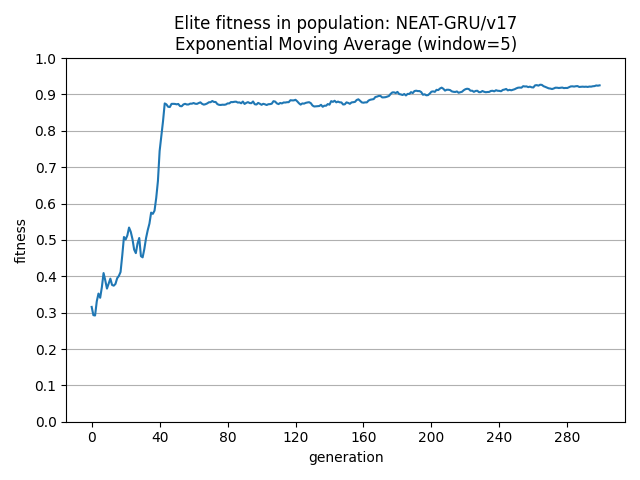 Elite fitness in population: NEAT-GRU/v17
Exponential Moving Average (window=5)
1.0
0.9
0.8
0.7
0.6
0.5
0.4
0.3
0.2
0.1
0.0
fitness
0 40 80 120 160 200 240 280
generation